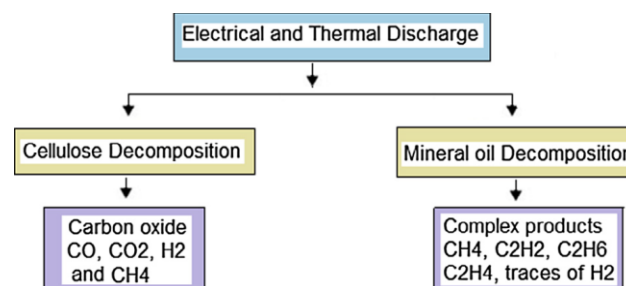 Electrical and Thermal Discharge
Cellulose Decomposition
Mineral oil Decomposition
Carbon oxide
CO, CO2, H2
and CH4
Complex products
CH4, C2H2, C2H6
C2H4, traces of H2